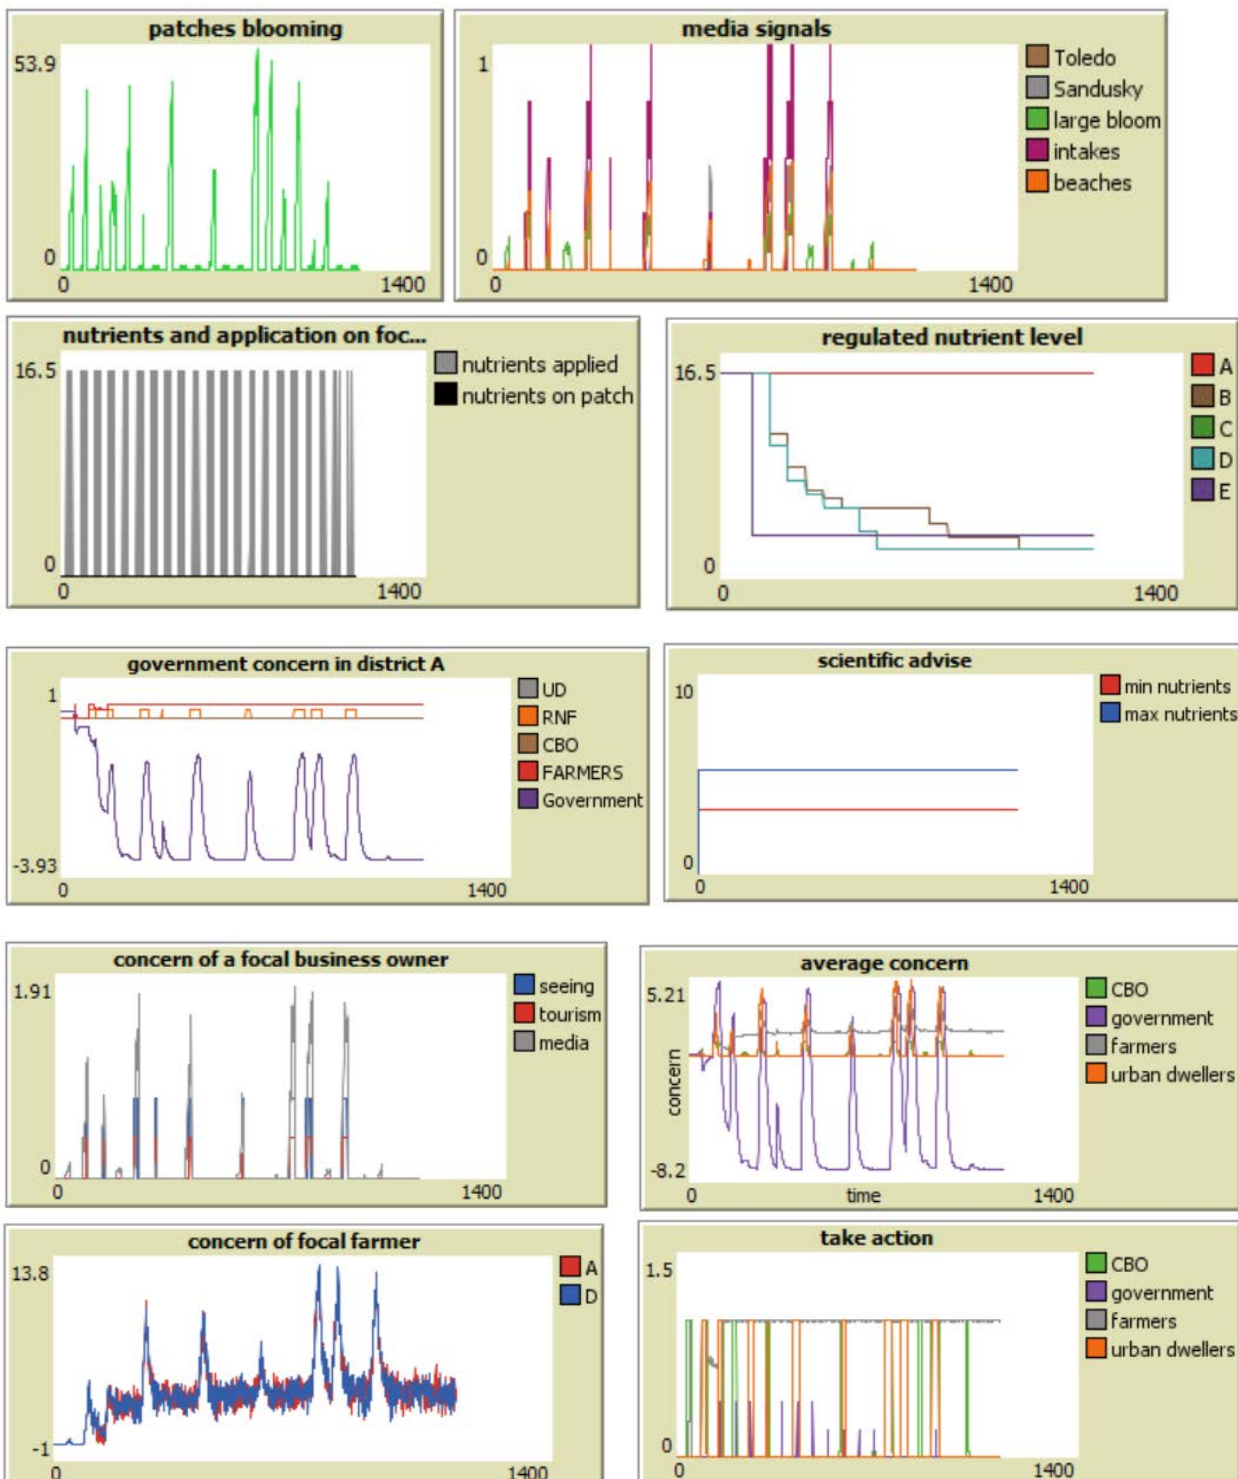 patches blooming
53.9
0
0
1400
media signals
1
0
0
1400
Toledo
Sandusky
large bloom
intakes
beaches
nutrients and application on foc...
16.5
0
0
1400
nutrients applied
nutrients on patch
regulated nutrient level
16.5
0
0
1400
A
B
C
D
E
government concern in district A
1
-3.93
0
1400
UD
RNF
CBO
FARMERS
Government
scientific advise
10
0
0
1400
min nutrients
max nutrients
concern of a focal business owner
1.91
0
0
1400
seeing
tourism
media
average concern
5.21
concern
-8.2
0
time
1400
CBO
government
farmers
urban dwellers
concern of focal farmer
13.8
-1
0
1400
A
D
take action
1.5
0
0
1400
CBO
government
farmers
urban dwellers